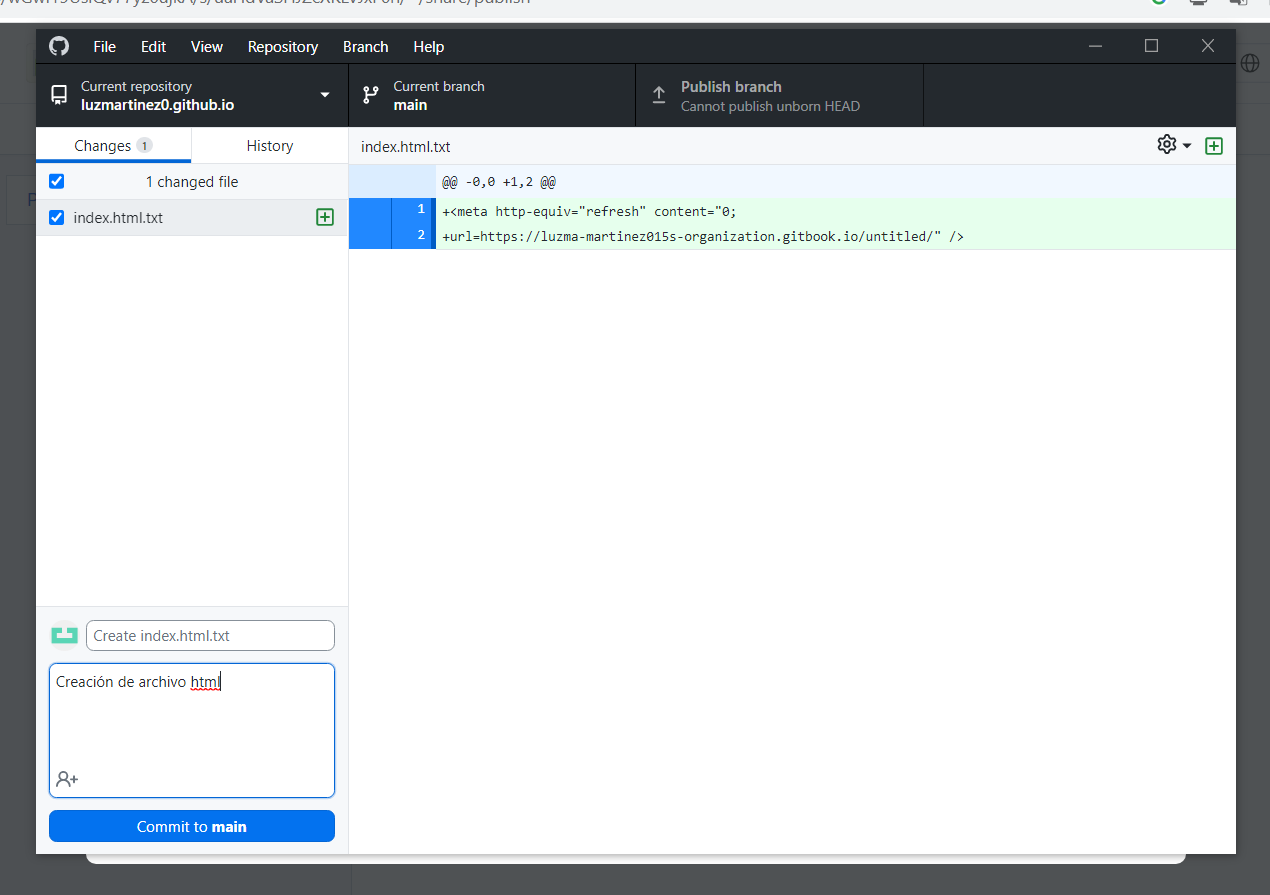 File Edit View Repository Branch Help
Current repository
luzmartinez0.github.io
Current branch
main
Publish branch
Cannot publish unborn HEAD
Changes 1
History
1 changed file
index.html.txt
index.html.txt
@@ -0,0 +1,2 @@
1 +<meta http-equiv="refresh" content="0;
2 +url=https://luzma-martinez015s-organization.gitbook.io/untitled/" />
Create index.html.txt
Creación de archivo html
Commit to main